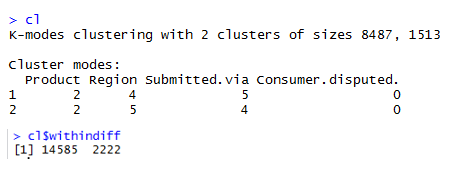 > cl
K-modes clustering with 2 clusters of sizes 8487, 1513
Cluster modes:
Product Region Submitted.via Consumer.disputed.
1 2 4 5 0
2 2 5 4 0
> cl$withindiff
[1] 14585 2222